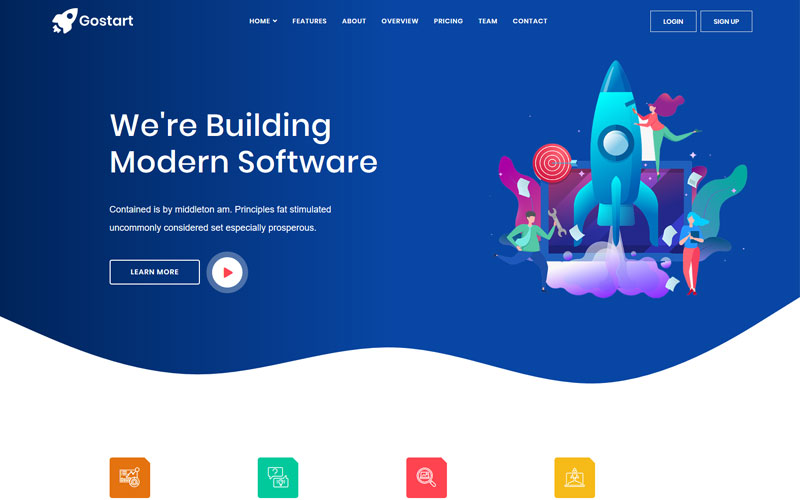 Gostart
HOME FEATURES ABOUT OVERVIEW PRICING TEAM CONTACT
LOGIN SIGN UP
We're Building
Modern Software
Contained is by middleton am. Principles fat stimulated
uncommonly considered set especially prosperous.
LEARN MORE